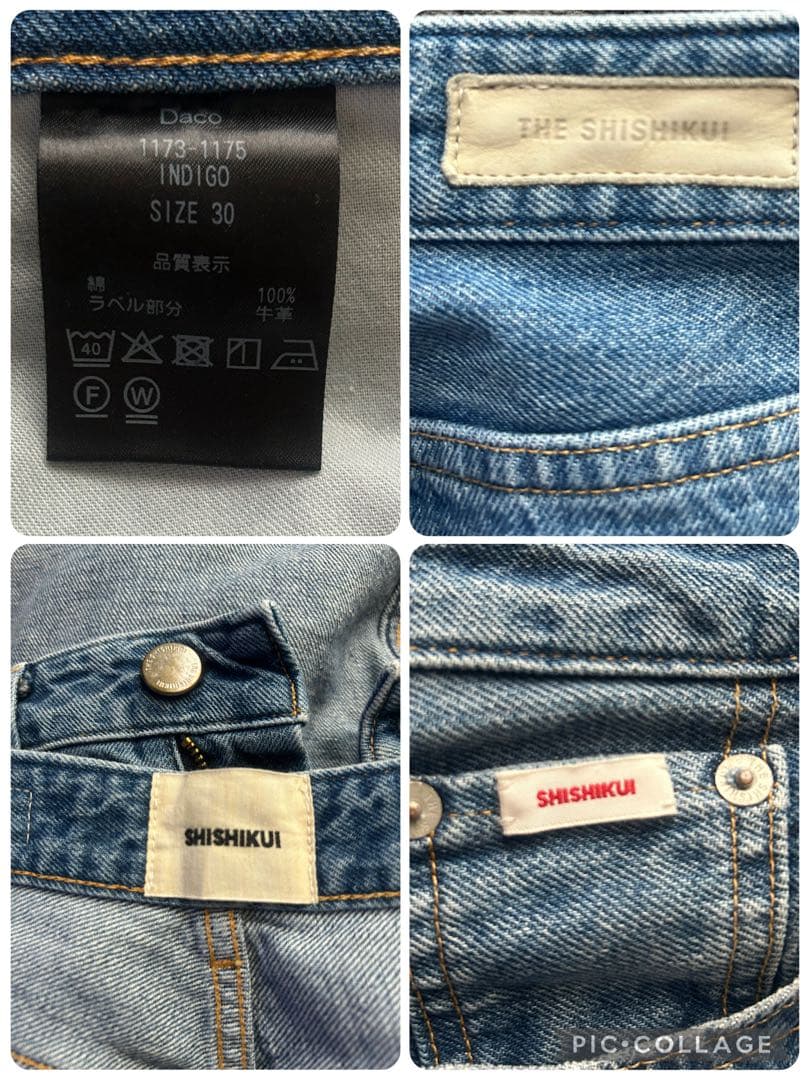 Daco
1173-1175
INDIGO
SIZE 30
品質表示
綿 100%
ラベル部分 牛革
40
F W
THE SHISHIKUI
SHISHIKUI
SHISHIKUI
PIC•COLLAGE